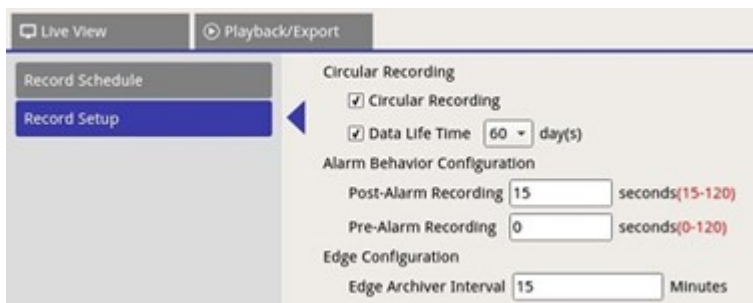 Live View
Playback/Export
Record Schedule
Record Setup
Circular Recording
Circular Recording
Data Life Time 60 day(s)
Alarm Behavior Configuration
Post-Alarm Recording 15 seconds(15-120)
Pre-Alarm Recording 0 seconds(0-120)
Edge Configuration
Edge Archiver Interval 15 Minutes